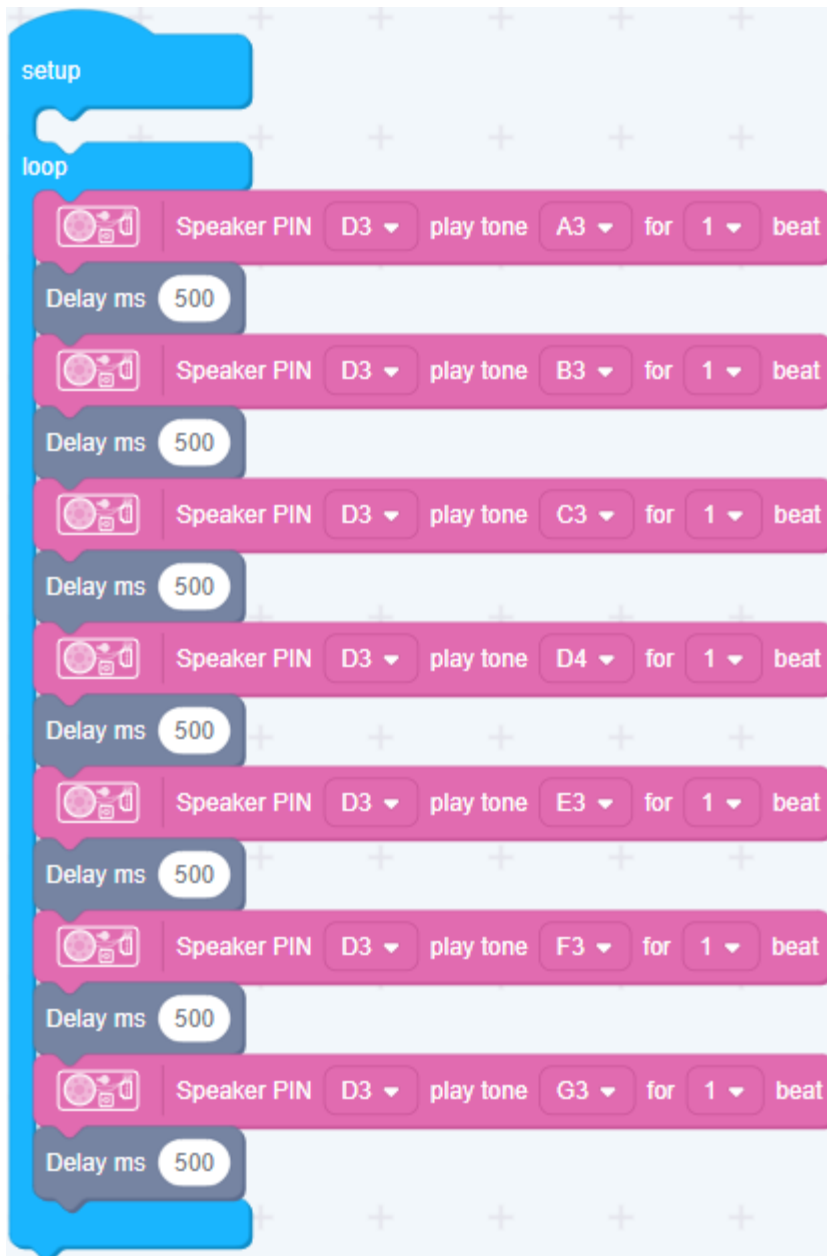 setup
loop
Speaker PIN D3 play tone A3 for 1 beat
Delay ms 500
Speaker PIN D3 play tone B3 for 1 beat
Delay ms 500
Speaker PIN D3 play tone C3 for 1 beat
Delay ms 500
Speaker PIN D3 play tone D4 for 1 beat
Delay ms 500
Speaker PIN D3 play tone E3 for 1 beat
Delay ms 500
Speaker PIN D3 play tone F3 for 1 beat
Delay ms 500
Speaker PIN D3 play tone G3 for 1 beat
Delay ms 500